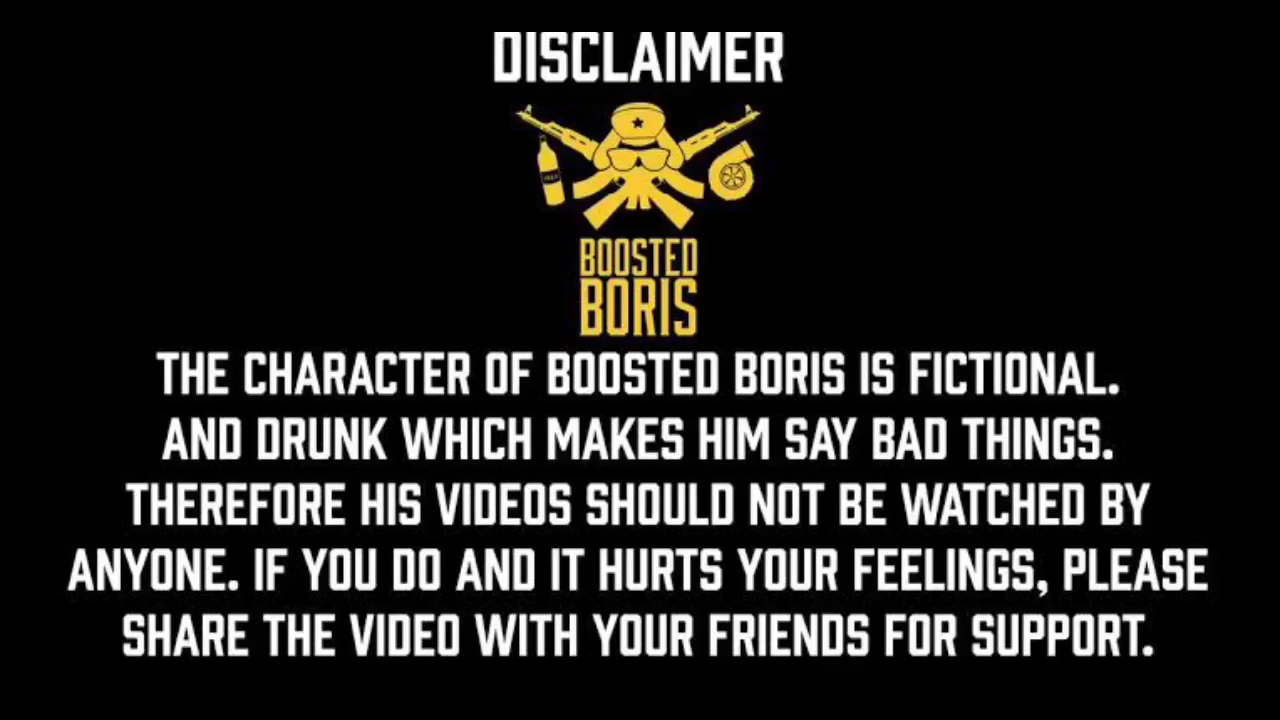 DISCLAIMER
BOOSTED
BORIS
THE CHARACTER OF BOOSTED BORIS IS FICTIONAL.
AND DRUNK WHICH MAKES HIM SAY BAD THINGS.
THEREFORE HIS VIDEOS SHOULD NOT BE WATCHED BY
ANYONE. IF YOU DO AND IT HURTS YOUR FEELINGS, PLEASE
SHARE THE VIDEO WITH YOUR FRIENDS FOR SUPPORT.